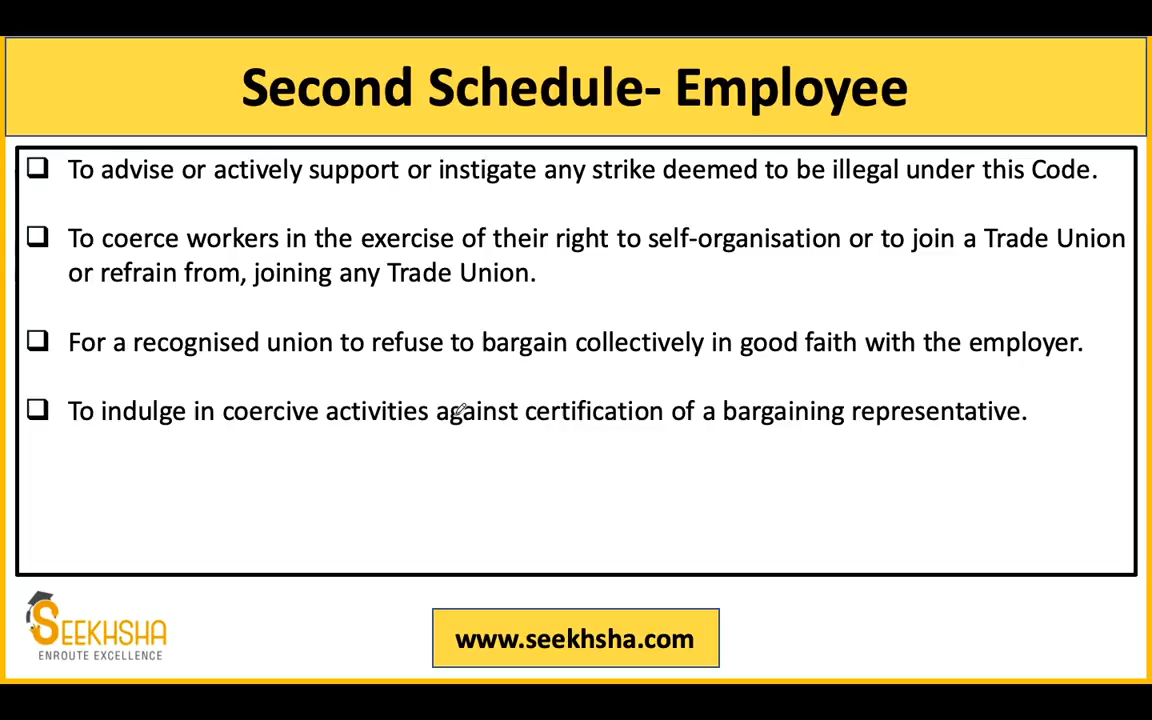 Second Schedule- Employee
To advise or actively support or instigate any strike deemed to be illegal under this Code.
To coerce workers in the exercise of their right to self-organisation or to join a Trade Union
or refrain from, joining any Trade Union.
For a recognised union to refuse to bargain collectively in good faith with the employer.
To indulge in coercive activities against certification of a bargaining representative.
SEEKHSHA
ENROUTE EXCELLENCE
www.seekhsha.com